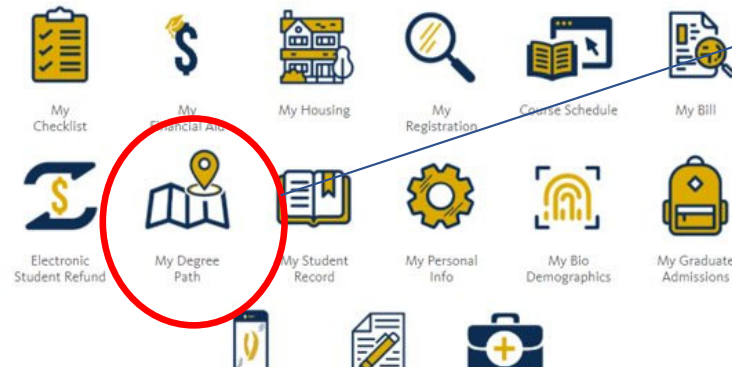 My
Checklist
My
Financial Aid
My Housing
My
Registration
Course Schedule
My Bill
$
Electronic
Student Refund
My Degree
Path
My Student
Record
My Personal
Info
My Bio
Demographics
My Graduate
Admissions